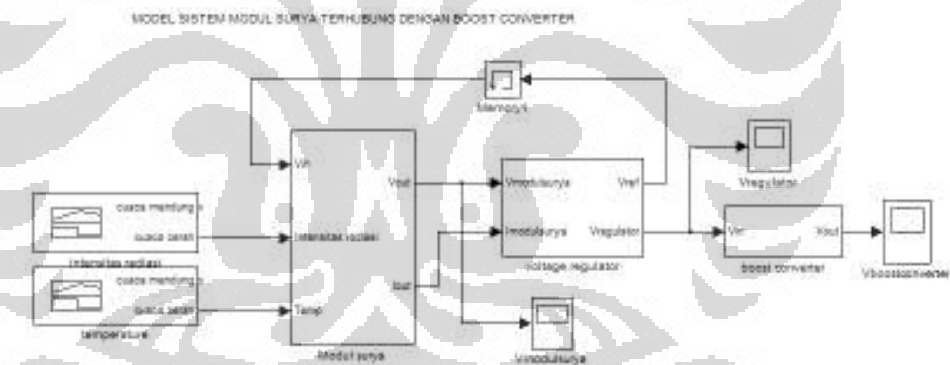 MODEL SISTEM MODUL SURYA TERHUBUNG DENGAN BOOST CONVERTER
Memory1
Vin
Vout
Vmodulsurya
Vref
Vregulator
cuaca mendung
cuaca cerah
Intensitas radiasi
Intensitas radiasi
Imodulsurya
Vregulator
Vin
Vout
voltage regulator
boost converter
Vboostconverter
cuaca mendung
cuaca cerah
Iout
Temp
temperature
Modul surya
Vmodulsurya